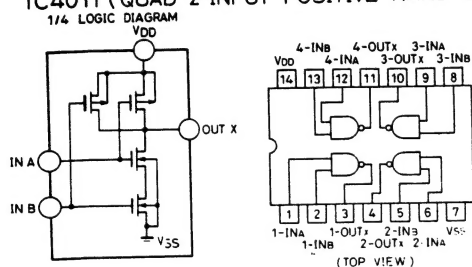 1/4 LOGIC DIAGRAM
VDD
OUT X
IN A
IN B
VSS
4-INB 4-OUTX 3-INA
VDD 4-INA 3-OUTX 3-INB
14 13 12 11 10 9 8
1 2 3 4 5 6 7
1-INA 1-OUTX 2-INB VSS
1-INB 2-OUTX 2-INA
(TOP VIEW)